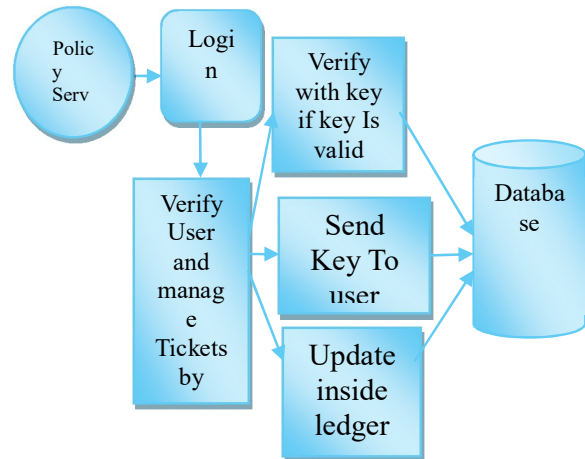 Polic
y
Serv
Logi
n
Verify
with key
if key Is
valid
Verify
User
and
manag
e
Tickets
by
Send
Key To
user
Update
inside
ledger
Databa
se